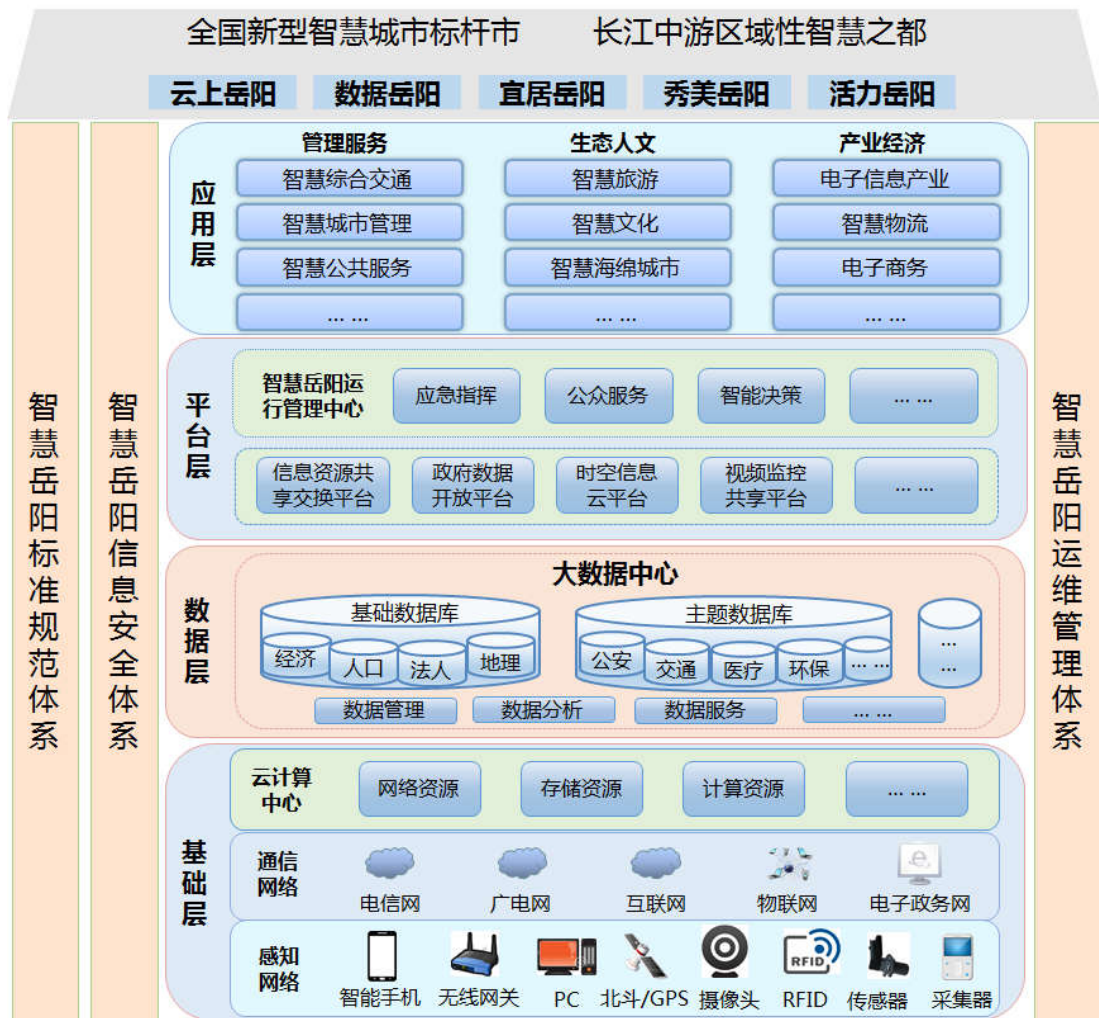 全国新型智慧城市标杆市 长江中游区域性智慧之都
云上岳阳 数据岳阳 宜居岳阳 秀美岳阳 活力岳阳
智慧岳阳标准规范体系
智慧岳阳信息安全体系
应用层
管理服务 生态人文 产业经济
智慧综合交通 智慧旅游 电子信息产业
智慧城市管理 智慧文化 智慧物流
智慧公共服务 智慧海绵城市 电子商务
... ... ... ... ... ...
平台层
智慧岳阳运
行管理中心
应急指挥 公众服务 智能决策 ... ...
信息资源共
享交换平台
政府数据
开放平台
时空信息
云平台
视频监控
共享平台
... ...
数据层
大数据中心
基础数据库
经济 人口 法人 地理
主题数据库
公安 交通 医疗 环保 ... ...
...
...
数据管理 数据分析 数据服务 ... ...
基础层
云计算
中心
网络资源 存储资源 计算资源 ... ...
通信
网络
电信网 广电网 互联网 物联网 电子政务网
感知
网络
RFID
智能手机 无线网关 PC 北斗/GPS 摄像头 RFID 传感器 采集器
智慧岳阳运维管理体系